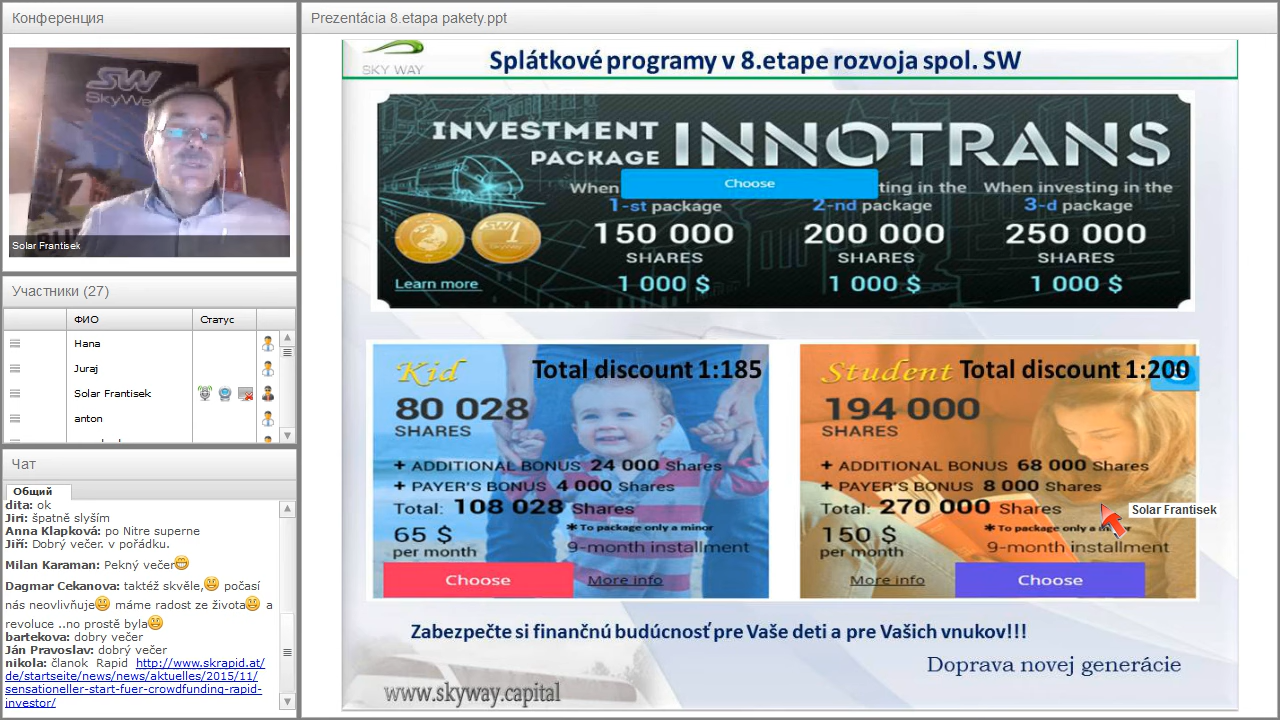 Конференция
SW
SkyWay
Solar Frantisek
Участники (27)
ФИО
Статус
Hana
Juraj
Solar Frantisek
anton
Чат
Общий
dita: ok
Jiří: špatně slyším
Anna Klapková: po Nitre superne
Jiří: Dobrý večer. v pořádku.
Milan Karaman: Pekný večer
Dagmar Cekanova: taktéž skvěle, počasí
nás neovlivňuje máme radost ze života a
revoluce ..no prostě byla
bartekova: dobry večer
Ján Pravoslav: dobrý večer
nikola: článok Rapid http://www.skrapid.at/
de/startseite/news/news/aktuelles/2015/11/
sensationeller-start-fuer-crowdfunding-rapid-
investor/
Prezentácia 8.etapa pakety.ppt
SKY WAY
Splátkové programy v 8.etape rozvoja spol. SW
INVESTMENT
PACKAGE
INNOTRANS
Choose
When
ting in the
When investing in the
1-st package
2-nd package
3-d package
150 000
200 000
250 000
SHARES
SHARES
SHARES
1 000 $
1 000 $
1 000 $
SW 1
Learn more
Kid
Total discount 1:185
80 028
SHARES
+ ADDITIONAL BONUS 24 000 Shares
+ PAYER'S BONUS 4 000 Shares
Total: 108 028 Shares
* To package only a minor
65 $
per month
9-month installment
Choose
More info
Student
Total discount 1:200
194 000
SHARES
+ ADDITIONAL BONUS 68 000 Shares
+ PAYER'S BONUS 8 000 Shares
Total: 270 000 Shares
Solar Frantisek
* To package only a minor
150 $
per month
9-month installment
More info
Choose
Zabezpečte si finančnú budúcnosť pre Vaše deti a pre Vašich vnukov!!!
Doprava novej generácie
www.skyway.capital